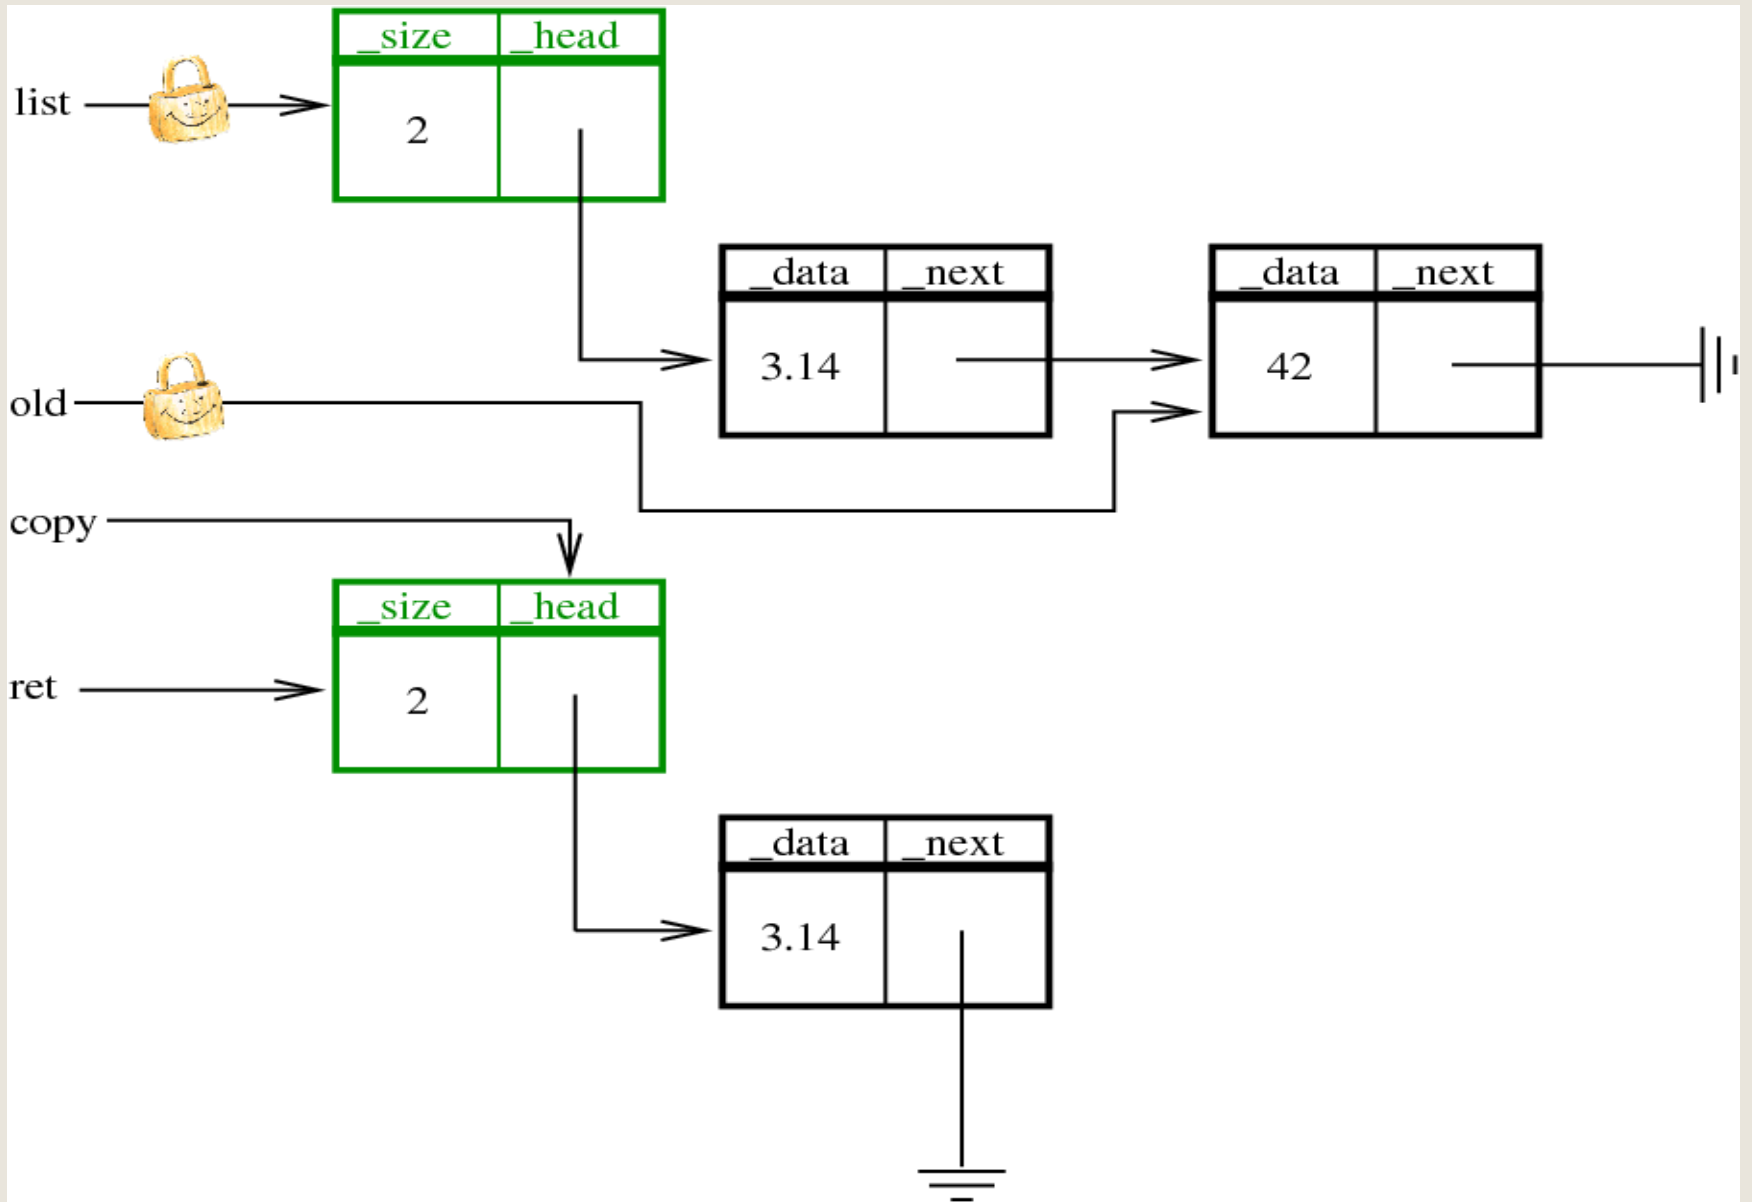 _size _head
list
2
_data _next _data _next
3.14 42
old
copy
_size _head
ret
2
_data _next
3.14